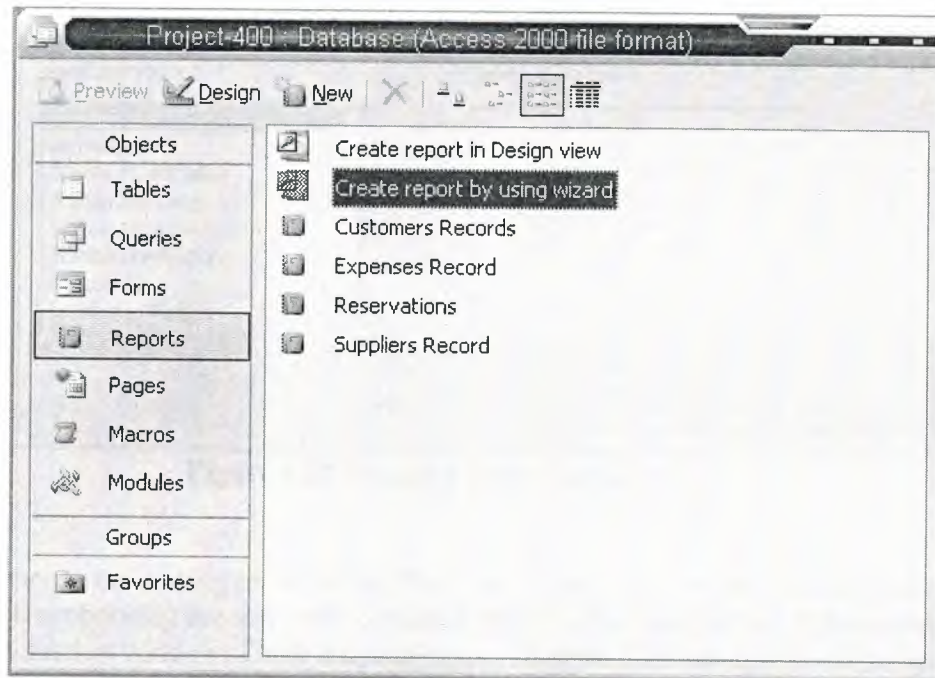 Project-400 : Database (Access 2000 file format)
Preview Design New
Objects
Tables
Queries
Forms
Reports
Pages
Macros
Modules
Groups
Favorites
Create report in Design view
Create report by using wizard
Customers Records
Expenses Record
Reservations
Suppliers Record